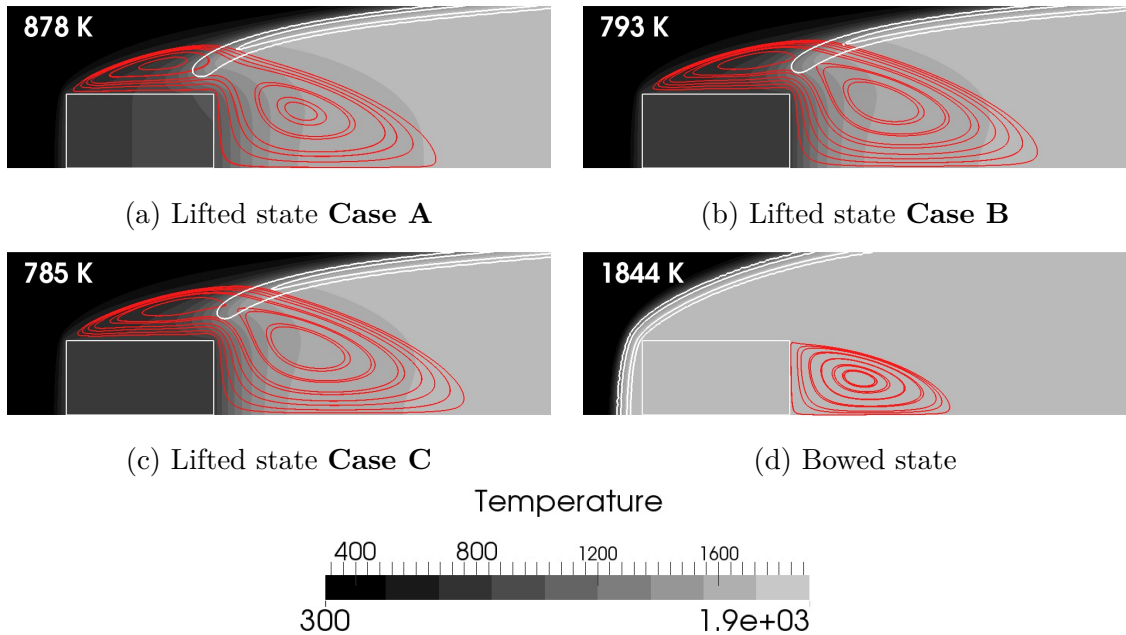 878 K
793 K
(a) Lifted state Case A
(b) Lifted state Case B
785 K
1844 K
(c) Lifted state Case C
(d) Bowed state
Temperature
400 800 1200 1600
300 1.9e+03